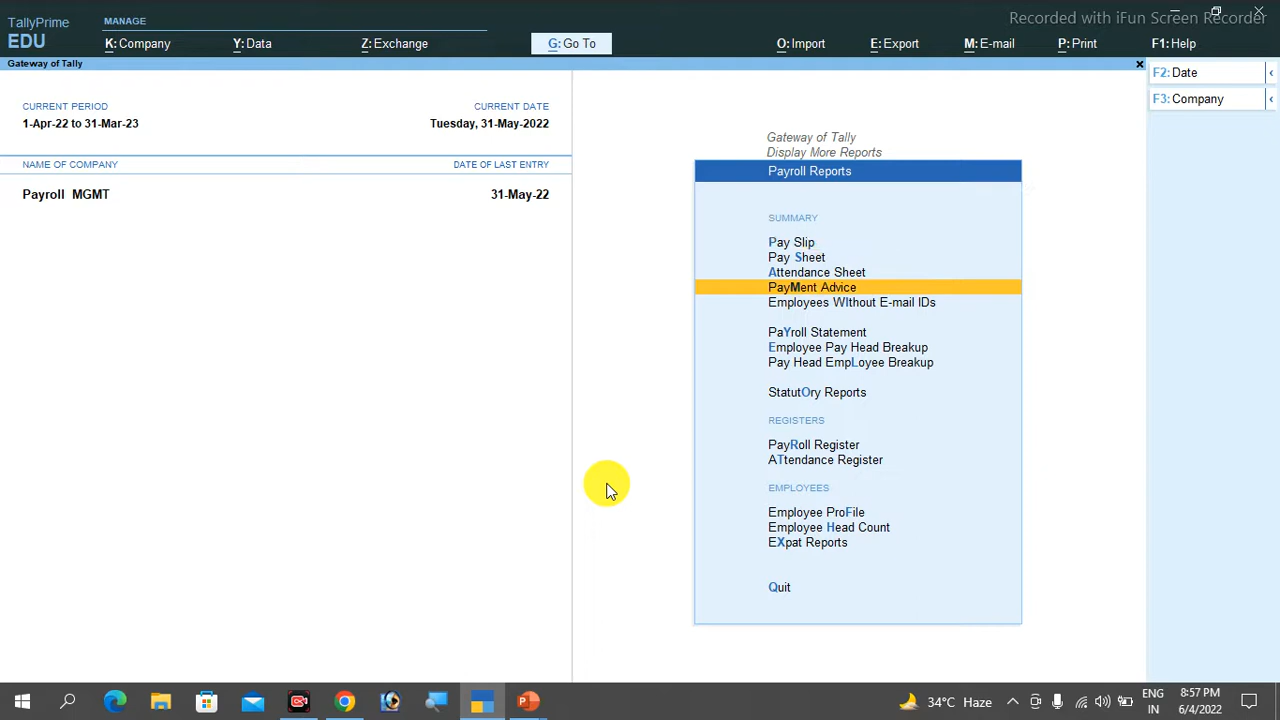 Recorded with iFun Screen Recorder
TallyPrime
EDU
MANAGE
K:Company
Y:Data
Z:Exchange
G:Go To
O:Import
E:Export
M:E-mail
P:Print
F1:Help
Gateway of Tally
F2:Date
F3:Company
CURRENT PERIOD
CURRENT DATE
1-Apr-22 to 31-Mar-23
Tuesday, 31-May-2022
NAME OF COMPANY
DATE OF LAST ENTRY
Payroll MGMT
31-May-22
Gateway of Tally
Display More Reports
Payroll Reports
SUMMARY
Pay Slip
Pay Sheet
Attendance Sheet
PayMent Advice
Employees WIthout E-mail IDs
PaYroll Statement
Employee Pay Head Breakup
Pay Head EmpLoyee Breakup
StatutOry Reports
REGISTERS
PayRoll Register
ATtendance Register
EMPLOYEES
Employee ProFile
Employee Head Count
EXpat Reports
Quit
34°C Haze
ENG
IN
8:57 PM
6/4/2022